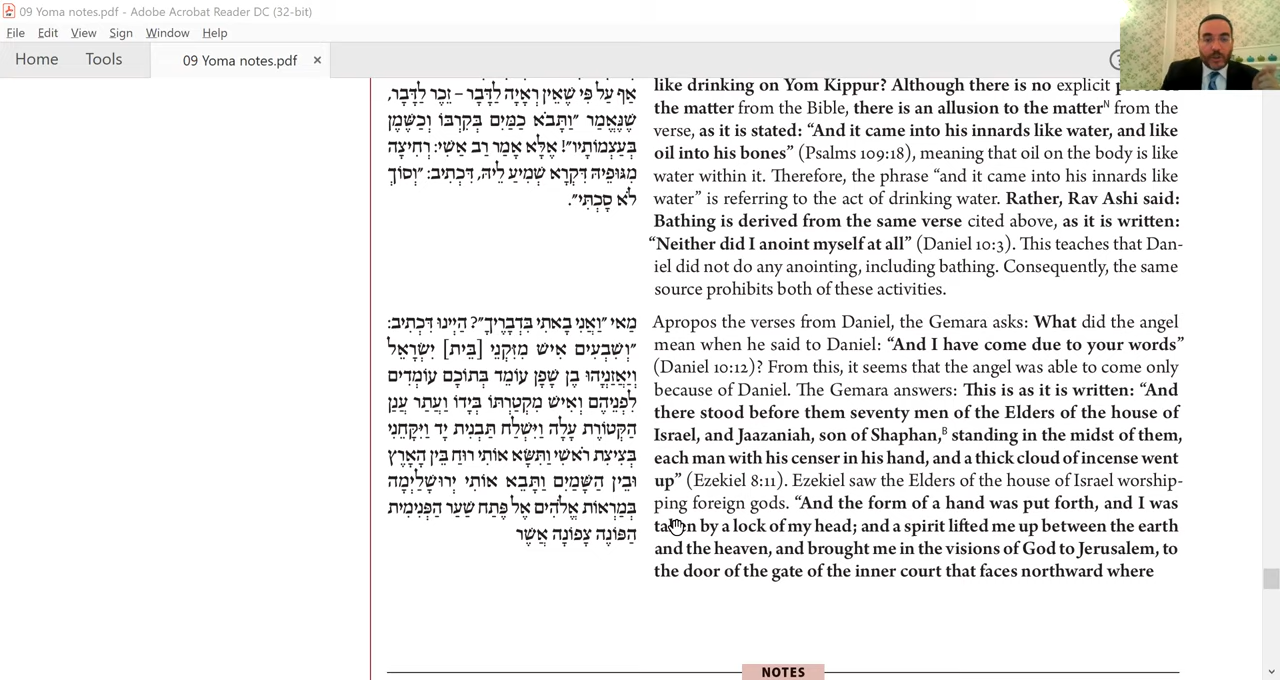 09 Yoma notes.pdf - Adobe Acrobat Reader DC (32-bit)
File Edit View Sign Window Help
Home Tools 09 Yoma notes.pdf ×
אַף עַל פִּי שֶׁאֵין רְאָיָה לַדָּבָר – זֵכֶר לַדָּבָר,
שֶׁנֶּאֱמַר ״וַתָּבֹא כַמַּיִם בְּקִרְבּוֹ וְכַשֶּׁמֶן
בְּעַצְמוֹתָיו״! אֶלָּא אָמַר רַב אַשִׁי: רְחִיצָה
מִגּוּפֵיהּ דִּקְרָא שְׁמִיעַ לֵיהּ, דִּכְתִיב: ״וְסוֹךְ
לֹא סָכְתִּי״.
like drinking on Yom Kippur? Although there is no explicit
the matter from the Bible, there is an allusion to the matterᴺ from the
verse, as it is stated: “And it came into his innards like water, and like
oil into his bones” (Psalms 109:18), meaning that oil on the body is like
water within it. Therefore, the phrase “and it came into his innards like
water” is referring to the act of drinking water. Rather, Rav Ashi said:
Bathing is derived from the same verse cited above, as it is written:
“Neither did I anoint myself at all” (Daniel 10:3). This teaches that Dan-
iel did not do any anointing, including bathing. Consequently, the same
source prohibits both of these activities.
מַאי ״וַאֲנִי בָאתִי בִּדְבָרֶיךָ״? הַיְינוּ דִּכְתִיב:
״וְשִׁבְעִים אִישׁ מִזִּקְנֵי [בֵּית] יִשְׂרָאֵל
וְיַאֲזַנְיָהוּ בֶן שָׁפָן עוֹמֵד בְּתוֹכָם עוֹמְדִים
לִפְנֵיהֶם וְאִישׁ מִקְטַרְתּוֹ בְּיָדוֹ וַעֲתַר עֲנַן
הַקְּטוֹרֶת עָלָה וַיִּשְׁלַח תַּבְנִית יָד וַיִּקָּחֵנִי
בְּצִיצִת רֹאשִׁי וַתִּשָּׂא אוֹתִי רוּחַ בֵּין הָאָרֶץ
וּבֵין הַשָּׁמַיִם וַתָּבֵא אוֹתִי יְרוּשָׁלַיְמָה
בְּמַרְאוֹת אֱלֹהִים אֶל פֶּתַח שַׁעַר הַפְּנִימִית
הַפּוֹנֶה צָפוֹנָה אֲשֶׁר
Apropos the verses from Daniel, the Gemara asks: What did the angel
mean when he said to Daniel: “And I have come due to your words”
(Daniel 10:12)? From this, it seems that the angel was able to come only
because of Daniel. The Gemara answers: This is as it is written: “And
there stood before them seventy men of the Elders of the house of
Israel, and Jaazaniah, son of Shaphan,ᴮ standing in the midst of them,
each man with his censer in his hand, and a thick cloud of incense went
up” (Ezekiel 8:11). Ezekiel saw the Elders of the house of Israel worship-
ping foreign gods. “And the form of a hand was put forth, and I was
taken by a lock of my head; and a spirit lifted me up between the earth
and the heaven, and brought me in the visions of God to Jerusalem, to
the door of the gate of the inner court that faces northward where
NOTES